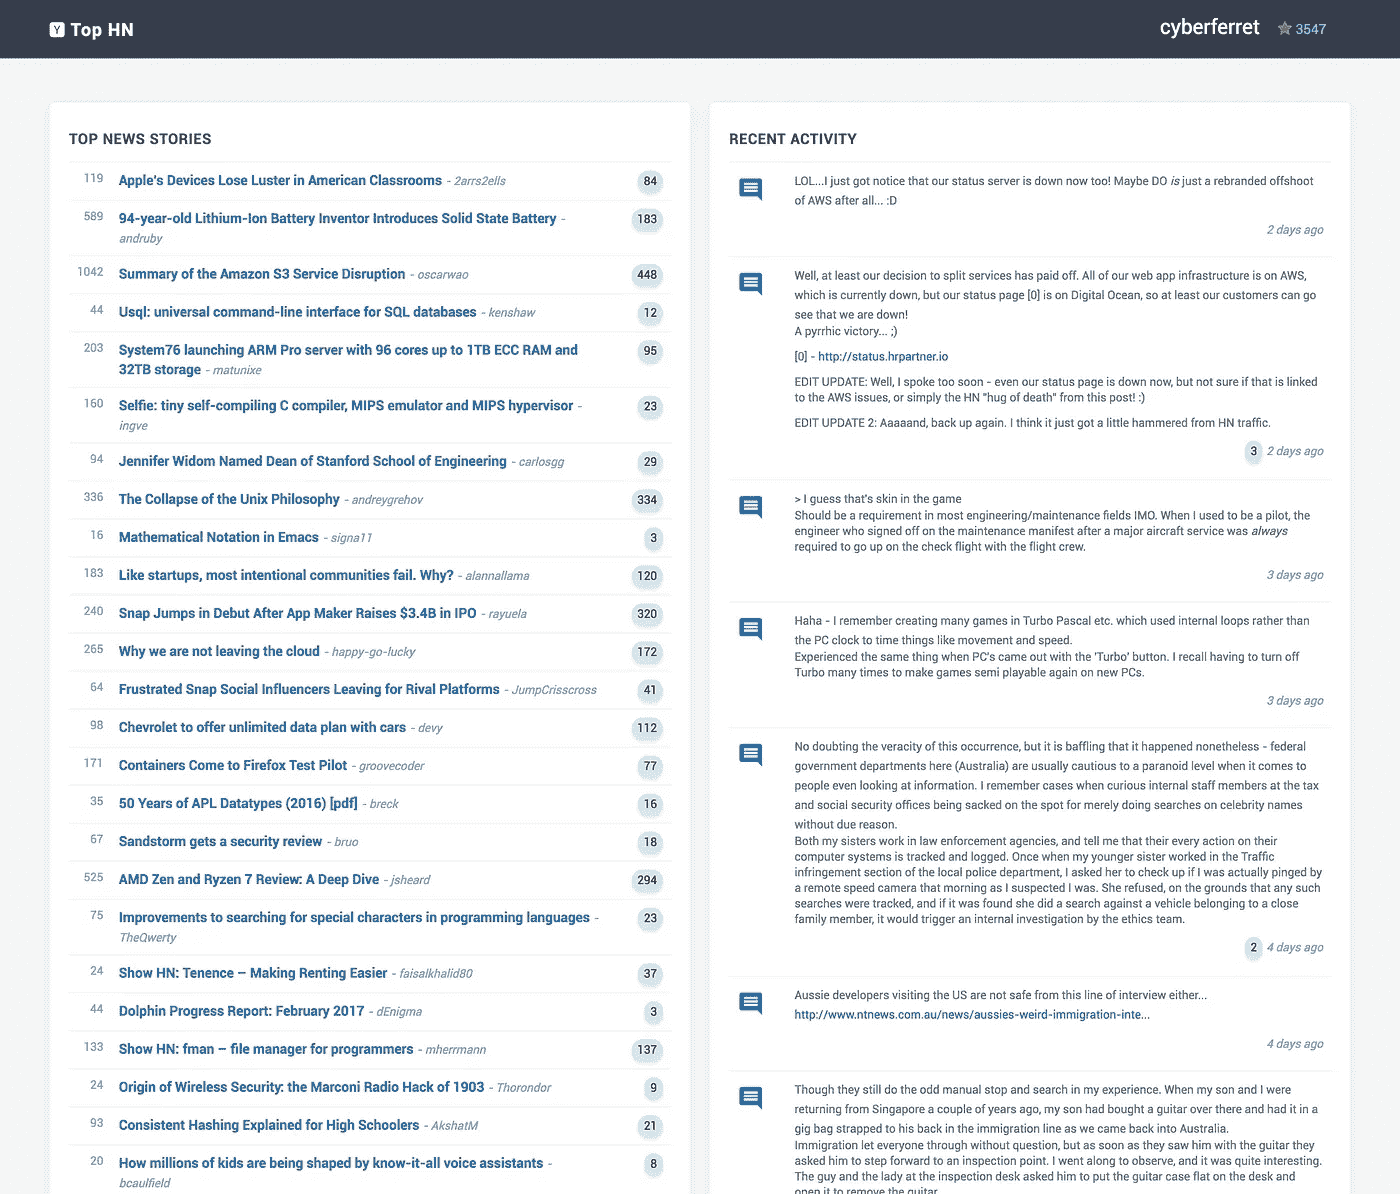 Y Top HN
cyberferret 3547
TOP NEWS STORIES
119 Apple's Devices Lose Luster in American Classrooms - 2arrs2ells 84
589 94-year-old Lithium-Ion Battery Inventor Introduces Solid State Battery - 183
andruby
1042 Summary of the Amazon S3 Service Disruption - oscarwao 448
44 Usql: universal command-line interface for SQL databases - kenshaw 12
203 System76 launching ARM Pro server with 96 cores up to 1TB ECC RAM and 95
32TB storage - matunixe
160 Selfie: tiny self-compiling C compiler, MIPS emulator and MIPS hypervisor - 23
ingve
94 Jennifer Widom Named Dean of Stanford School of Engineering - carlosgg 29
336 The Collapse of the Unix Philosophy - andreygrehov 334
16 Mathematical Notation in Emacs - signa11 3
183 Like startups, most intentional communities fail. Why? - alannallama 120
240 Snap Jumps in Debut After App Maker Raises $3.4B in IPO - rayuela 320
265 Why we are not leaving the cloud - happy-go-lucky 172
64 Frustrated Snap Social Influencers Leaving for Rival Platforms - JumpCrisscross 41
98 Chevrolet to offer unlimited data plan with cars - devy 112
171 Containers Come to Firefox Test Pilot - groovecoder 77
35 50 Years of APL Datatypes (2016) [pdf] - breck 16
67 Sandstorm gets a security review - bruo 18
525 AMD Zen and Ryzen 7 Review: A Deep Dive - jsheard 294
75 Improvements to searching for special characters in programming languages - 23
TheQwerty
24 Show HN: Tenence – Making Renting Easier - faisalkhalid80 37
44 Dolphin Progress Report: February 2017 - dEnigma 3
133 Show HN: fman – file manager for programmers - mherrmann 137
24 Origin of Wireless Security: the Marconi Radio Hack of 1903 - Thorondor 9
93 Consistent Hashing Explained for High Schoolers - AkshatM 21
20 How millions of kids are being shaped by know-it-all voice assistants - 8
bcaulfield
RECENT ACTIVITY
LOL...I just got notice that our status server is down now too! Maybe DO is just a rebranded offshoot
of AWS after all... :D
2 days ago
Well, at least our decision to split services has paid off. All of our web app infrastructure is on AWS,
which is currently down, but our status page [0] is on Digital Ocean, so at least our customers can go
see that we are down!
A pyrrhic victory... ;)
[0] - http://status.hrpartner.io
EDIT UPDATE: Well, I spoke too soon - even our status page is down now, but not sure if that is linked
to the AWS issues, or simply the HN "hug of death" from this post! :)
EDIT UPDATE 2: Aaaaand, back up again. I think it just got a little hammered from HN traffic.
3 2 days ago
> I guess that's skin in the game
Should be a requirement in most engineering/maintenance fields IMO. When I used to be a pilot, the
engineer who signed off on the maintenance manifest after a major aircraft service was always
required to go up on the check flight with the flight crew.
3 days ago
Haha - I remember creating many games in Turbo Pascal etc. which used internal loops rather than
the PC clock to time things like movement and speed.
Experienced the same thing when PC's came out with the 'Turbo' button. I recall having to turn off
Turbo many times to make games semi playable again on new PCs.
3 days ago
No doubting the veracity of this occurrence, but it is baffling that it happened nonetheless - federal
government departments here (Australia) are usually cautious to a paranoid level when it comes to
people even looking at information. I remember cases when curious internal staff members at the tax
and social security offices being sacked on the spot for merely doing searches on celebrity names
without due reason.
Both my sisters work in law enforcement agencies, and tell me that their every action on their
computer systems is tracked and logged. Once when my younger sister worked in the Traffic
infringement section of the local police department, I asked her to check up if I was actually pinged by
a remote speed camera that morning as I suspected I was. She refused, on the grounds that any such
searches were tracked, and if it was found she did a search against a vehicle belonging to a close
family member, it would trigger an internal investigation by the ethics team.
2 4 days ago
Aussie developers visiting the US are not safe from this line of interview either...
http://www.ntnews.com.au/news/aussies-weird-immigration-inte...
4 days ago
Though they still do the odd manual stop and search in my experience. When my son and I were
returning from Singapore a couple of years ago, my son had bought a guitar over there and had it in a
gig bag strapped to his back in the immigration line as we came back into Australia.
Immigration let everyone through without question, but as soon as they saw him with the guitar they
asked him to step forward to an inspection point. I went along to observe, and it was quite interesting.
The guy and the lady at the inspection desk asked him to put the guitar case flat on the desk and
open it to remove the guitar